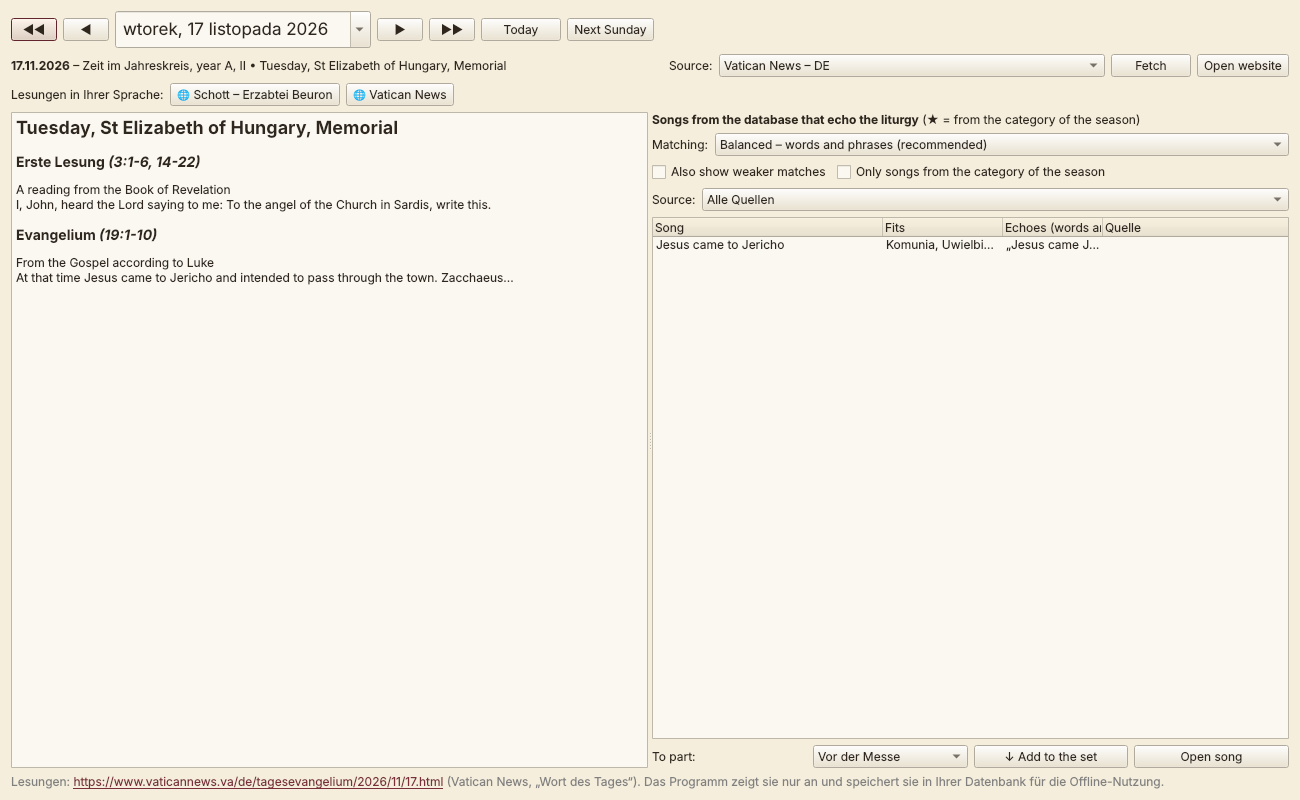 wtorek, 17 listopada 2026
Today
Next Sunday
17.11.2026 – Zeit im Jahreskreis, year A, II • Tuesday, St Elizabeth of Hungary, Memorial
Source:
Vatican News – DE
Fetch
Open website
Lesungen in Ihrer Sprache:
Schott – Erzabtei Beuron
Vatican News
Tuesday, St Elizabeth of Hungary, Memorial
Erste Lesung (3:1-6, 14-22)
A reading from the Book of Revelation
I, John, heard the Lord saying to me: To the angel of the Church in Sardis, write this.
Evangelium (19:1-10)
From the Gospel according to Luke
At that time Jesus came to Jericho and intended to pass through the town. Zacchaeus...
Songs from the database that echo the liturgy (★ = from the category of the season)
Matching:
Balanced – words and phrases (recommended)
Also show weaker matches
Only songs from the category of the season
Source:
Alle Quellen
Song
Fits
Echoes (words ar
Quelle
Jesus came to Jericho
Komunia, Uwielbi...
„Jesus came J...
To part:
Vor der Messe
↓ Add to the set
Open song
Lesungen: https://www.vaticannews.va/de/tagesevangelium/2026/11/17.html (Vatican News, „Wort des Tages“). Das Programm zeigt sie nur an und speichert sie in Ihrer Datenbank für die Offline-Nutzung.